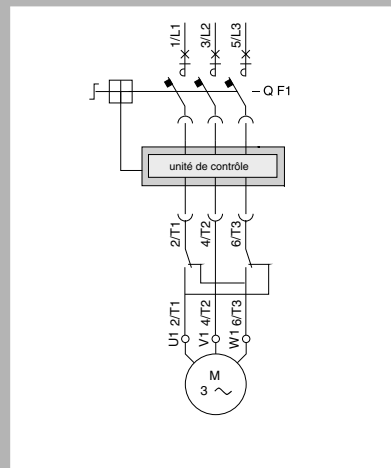 1/L1 3/L2 5/L3
Q F1
unité de contrôle
2/T1 4/T2 6/T3
U1 2/T1 V1 4/T2 W1 6/T3
M
3